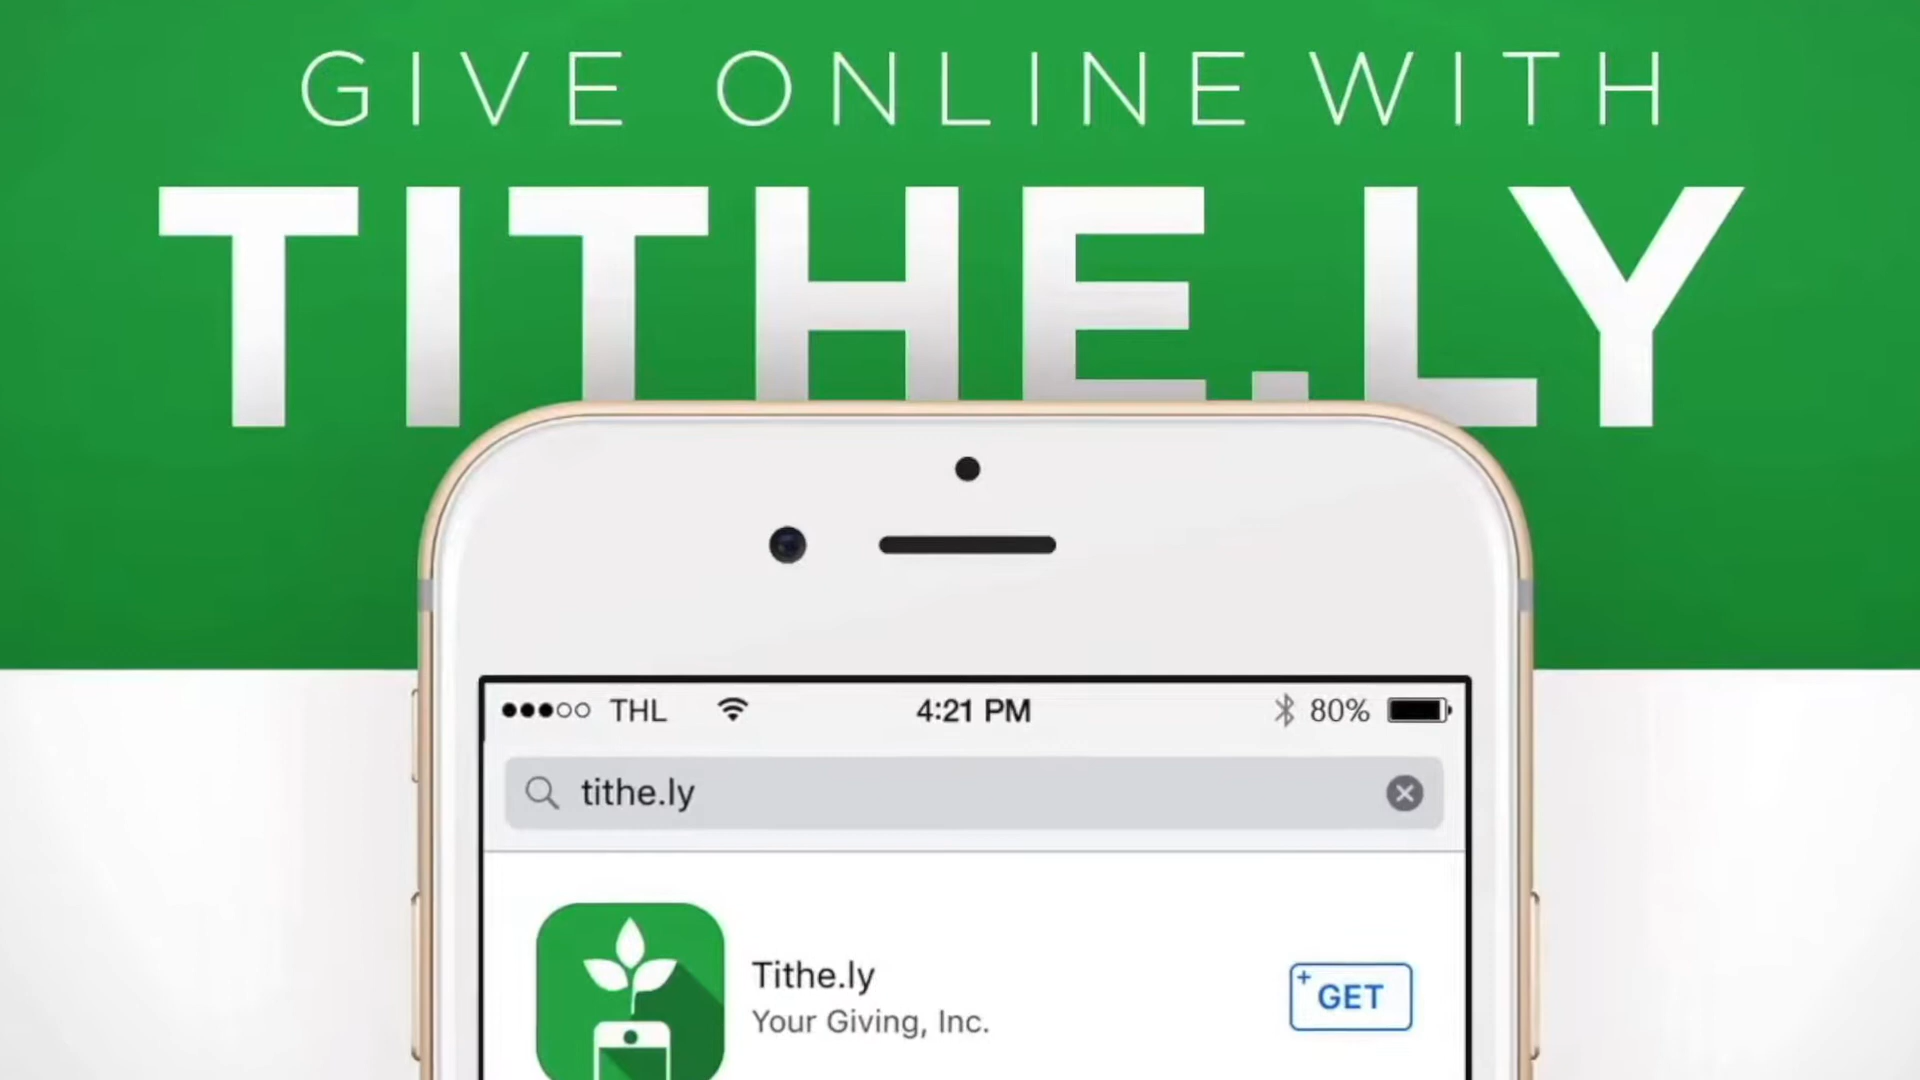 GIVE ONLINE WITH
TITHE.LY
THL 4:21 PM 80%
tithe.ly
Tithe.ly
Your Giving, Inc.
+ GET